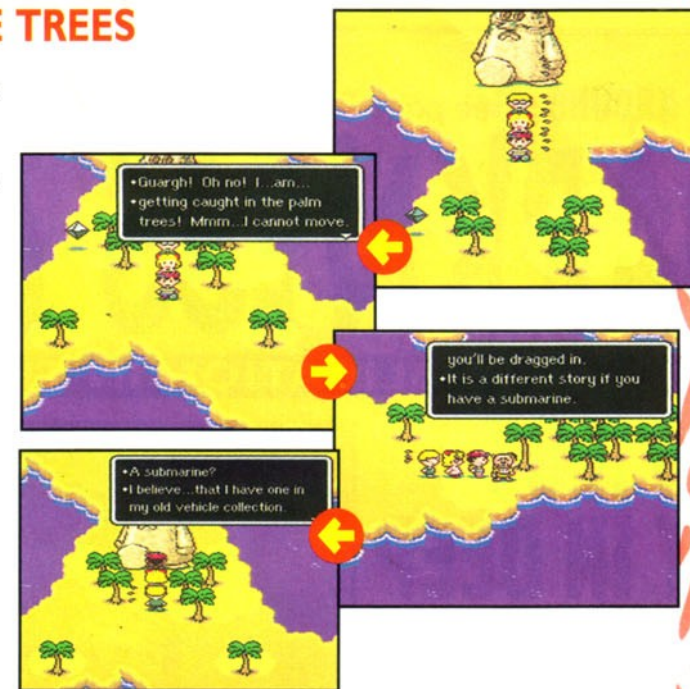 E TREES
•Guargh! Oh no! I...am...
•getting caught in the palm
trees! Mmm...I cannot move.
you'll be dragged in.
•It is a different story if you
have a submarine.
•A submarine?
•I believe...that I have one in
my old vehicle collection.